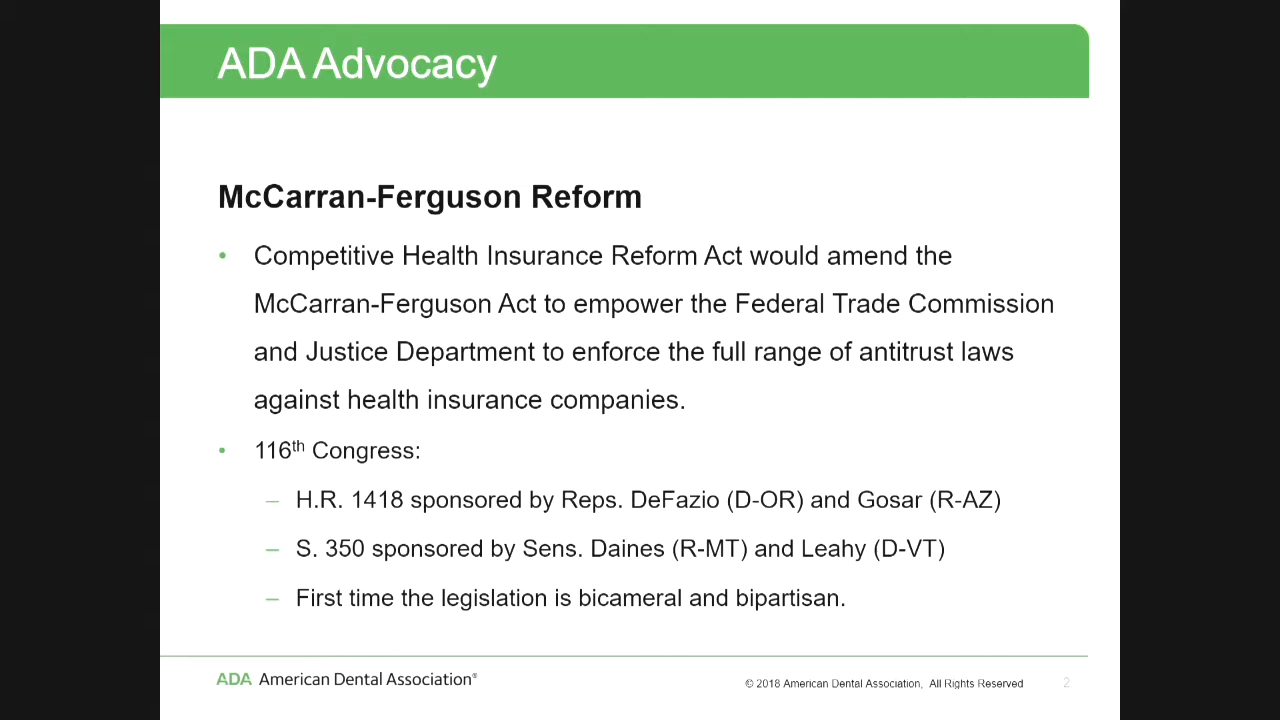 ADA Advocacy
McCarran-Ferguson Reform
• Competitive Health Insurance Reform Act would amend the
McCarran-Ferguson Act to empower the Federal Trade Commission
and Justice Department to enforce the full range of antitrust laws
against health insurance companies.
• 116th Congress:
– H.R. 1418 sponsored by Reps. DeFazio (D-OR) and Gosar (R-AZ)
– S. 350 sponsored by Sens. Daines (R-MT) and Leahy (D-VT)
– First time the legislation is bicameral and bipartisan.
ADA American Dental Association®
© 2018 American Dental Association, All Rights Reserved
2